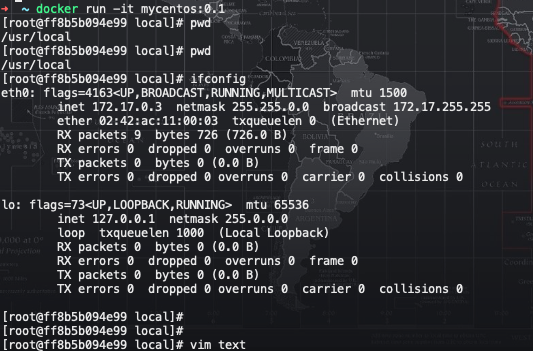 ➜ ~ docker run -it mycentos:0.1
[root@ff8b5b094e99 local]# pwd
/usr/local
[root@ff8b5b094e99 local]# pwd
/usr/local
[root@ff8b5b094e99 local]# ifconfig
eth0: flags=4163<UP,BROADCAST,RUNNING,MULTICAST>  mtu 1500
        inet 172.17.0.3  netmask 255.255.0.0  broadcast 172.17.255.255
        ether 02:42:ac:11:00:03  txqueuelen 0  (Ethernet)
        RX packets 9  bytes 726 (726.0 B)
        RX errors 0  dropped 0  overruns 0  frame 0
        TX packets 0  bytes 0 (0.0 B)
        TX errors 0  dropped 0 overruns 0  carrier 0  collisions 0

lo: flags=73<UP,LOOPBACK,RUNNING>  mtu 65536
        inet 127.0.0.1  netmask 255.0.0.0
        loop  txqueuelen 1000  (Local Loopback)
        RX packets 0  bytes 0 (0.0 B)
        RX errors 0  dropped 0  overruns 0  frame 0
        TX packets 0  bytes 0 (0.0 B)
        TX errors 0  dropped 0 overruns 0  carrier 0  collisions 0

[root@ff8b5b094e99 local]#
[root@ff8b5b094e99 local]#
[root@ff8b5b094e99 local]# vim text
VENEZUELA
COLOMBIA
BOLIVIA
SOUTH
ATLANTIC
OCEAN